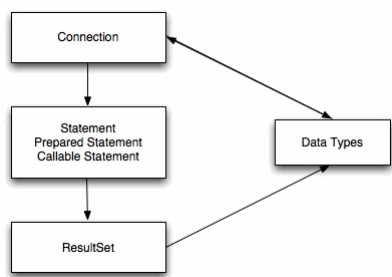 Connection
Statement
Prepared Statement
Callable Statement
Data Types
ResultSet